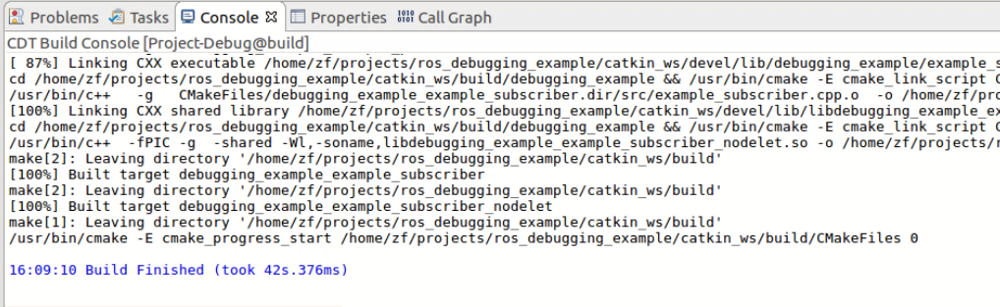 Problems Tasks Console Properties Call Graph
CDT Build Console [Project-Debug@build]
[ 87%] Linking CXX executable /home/zf/projects/ros_debugging_example/catkin_ws/devel/lib/debugging_example/example_s
cd /home/zf/projects/ros_debugging_example/catkin_ws/build/debugging_example && /usr/bin/cmake -E cmake_link_script C
/usr/bin/c++   -g   CMakeFiles/debugging_example_example_subscriber.dir/src/example_subscriber.cpp.o  -o /home/zf/pro
[100%] Linking CXX shared library /home/zf/projects/ros_debugging_example/catkin_ws/devel/lib/libdebugging_example_ex
cd /home/zf/projects/ros_debugging_example/catkin_ws/build/debugging_example && /usr/bin/cmake -E cmake_link_script C
/usr/bin/c++  -fPIC -g  -shared -Wl,-soname,libdebugging_example_example_subscriber_nodelet.so -o /home/zf/projects/r
make[2]: Leaving directory '/home/zf/projects/ros_debugging_example/catkin_ws/build'
[100%] Built target debugging_example_example_subscriber
make[2]: Leaving directory '/home/zf/projects/ros_debugging_example/catkin_ws/build'
[100%] Built target debugging_example_example_subscriber_nodelet
make[1]: Leaving directory '/home/zf/projects/ros_debugging_example/catkin_ws/build'
/usr/bin/cmake -E cmake_progress_start /home/zf/projects/ros_debugging_example/catkin_ws/build/CMakeFiles 0
16:09:10 Build Finished (took 42s.376ms)